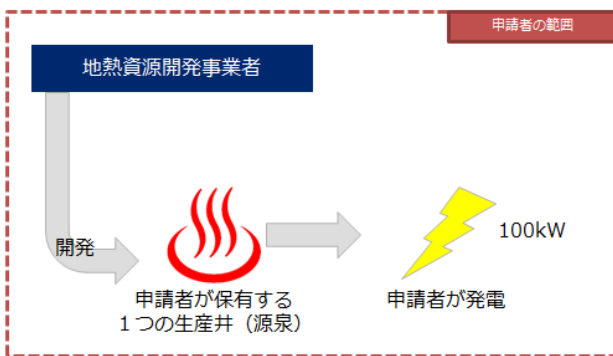 申請者の範囲
地熱資源開発事業者
開発
100kW
申請者が保有する
１つの生産井（源泉）
申請者が発電